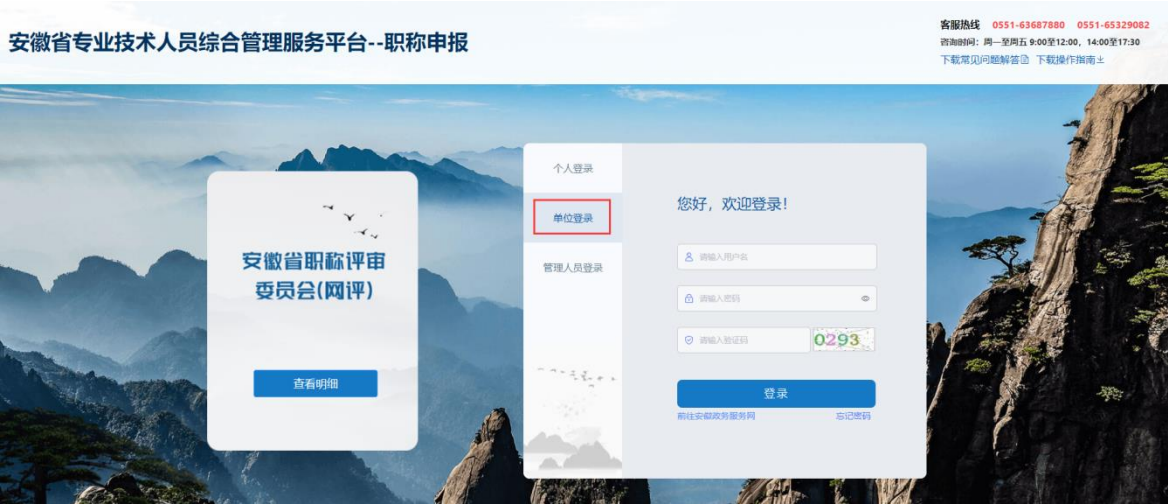 安徽省专业技术人员综合管理服务平台--职称申报
客服热线 0551-63687880 0551-65329082
咨询时间：周一至周五 9:00至12:00，14:00至17:30
下载常见问题解答 下载操作指南
安徽省职称评审
委员会(网评)
查看明细
个人登录
单位登录
管理人员登录
您好，欢迎登录！
请输入用户名
请输入密码
请输入验证码
0293
登录
前往安徽政务服务网
忘记密码